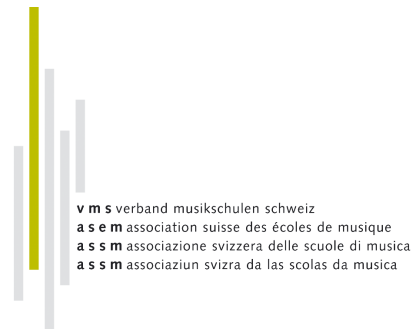 v m s verband musikschulen schweiz
a s e m association suisse des écoles de musique
a s s m associazione svizzera delle scuole di musica
a s s m associaziun svizra da las scolas da musica